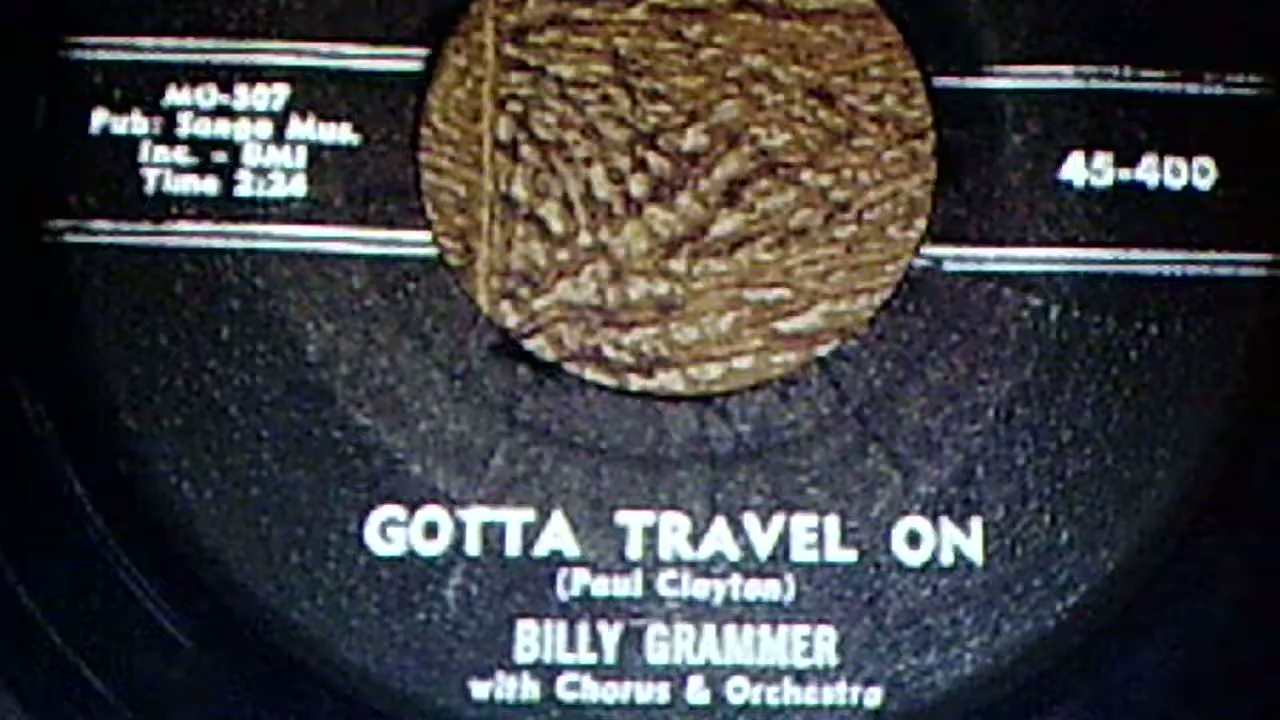 MO-307
Pub: Sanga Mus.
Inc. - BMI
Time 2:24
45-400
GOTTA TRAVEL ON
(Paul Clayton)
BILLY GRAMMER
with Chorus & Orchestra